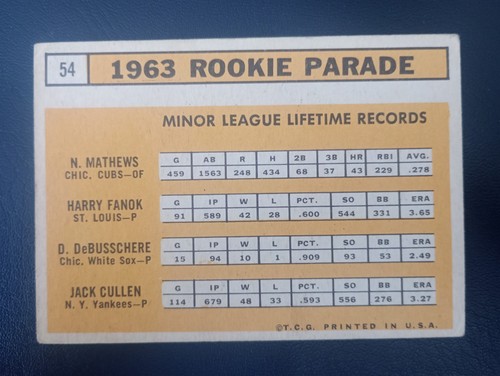 54 1963 ROOKIE PARADE
MINOR LEAGUE LIFETIME RECORDS
N. MATHEWS G AB R H 2B 3B HR RBI AVG.
CHIC. CUBS—OF 459 1563 248 434 68 37 43 229 .278
HARRY FANOK G IP W L PCT. SO BB ERA
ST. LOUIS—P 91 589 42 28 .600 544 331 3.65
D. DeBUSSCHERE G IP W L PCT. SO BB ERA
Chic. White Sox—P 15 94 10 1 .909 93 53 2.49
JACK CULLEN G IP W L PCT. SO BB ERA
N. Y. Yankees—P 114 679 48 33 .593 556 276 3.27
©T.C.G. PRINTED IN U.S.A.